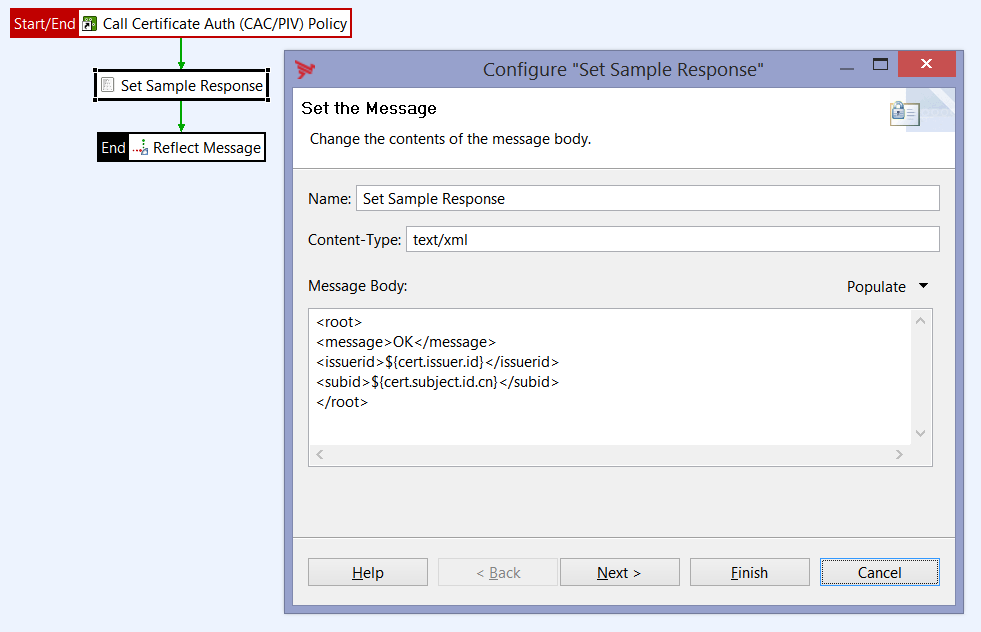 Start/End Call Certificate Auth (CAC/PIV) Policy
Set Sample Response
End Reflect Message
Configure "Set Sample Response"
Set the Message
Change the contents of the message body.
Name: Set Sample Response
Content-Type: text/xml
Message Body: Populate
<root>
<message>OK</message>
<issuerid>${cert.issuer.id}</issuerid>
<subid>${cert.subject.id.cn}</subid>
</root>
Help < Back Next > Finish Cancel